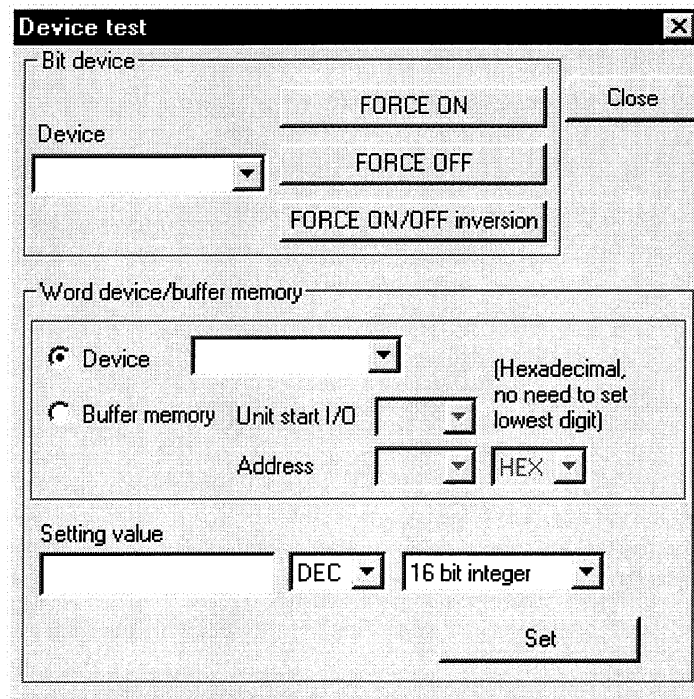 Device test
Bit device
FORCE ON
Close
Device
FORCE OFF
FORCE ON/OFF inversion
Word device/buffer memory
Device
(Hexadecimal,
no need to set
lowest digit)
Buffer memory Unit start I/O
Address HEX
Setting value
DEC 16 bit integer
Set